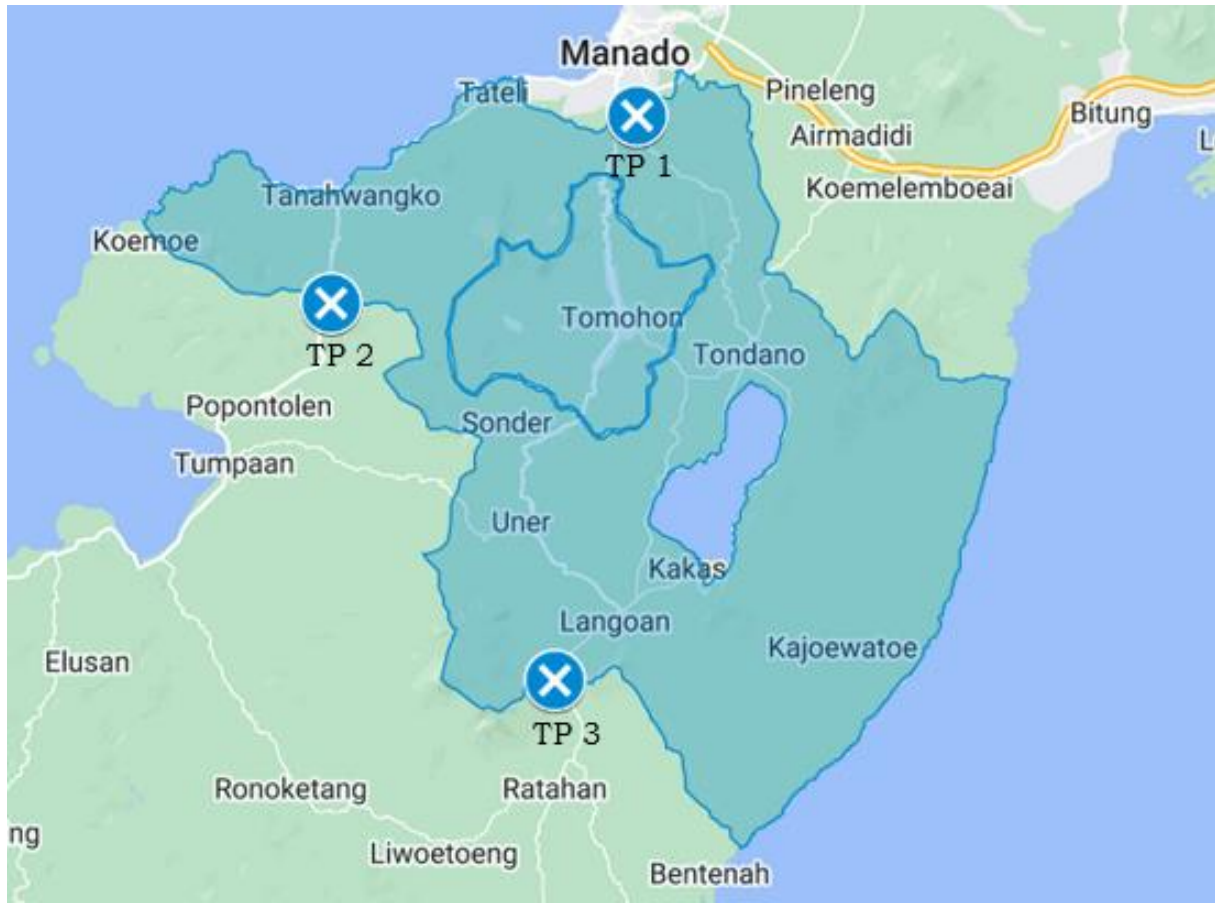 Manado
Tateli
Pineleng
Bitung
Airmadidi
L
TP 1
Koemelemboeai
Tanahwangko
Koemoe
Tomohon
TP 2
Tondano
Popontolen
Sonder
Tumpaan
Uner
Kakas
Langoan
Kajoewatoe
Elusan
TP 3
Ronoketang
Ratahan
ng
Liwoetoeng
Bentenah